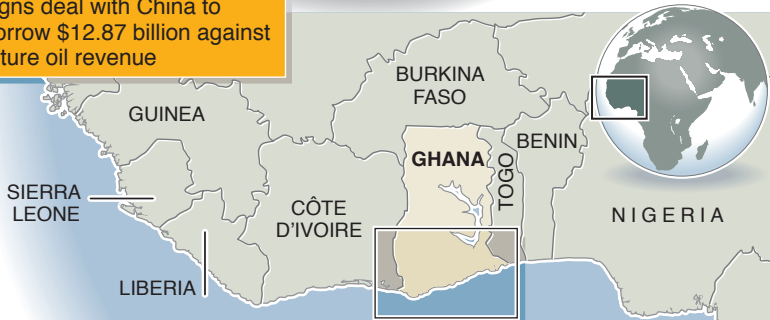 gns deal with China to
orrow $12.87 billion against
ture oil revenue
BURKINA
FASO
GUINEA
GHANA
TOGO
BENIN
SIERRA
LEONE
CÔTE
D'IVOIRE
NIGERIA
LIBERIA